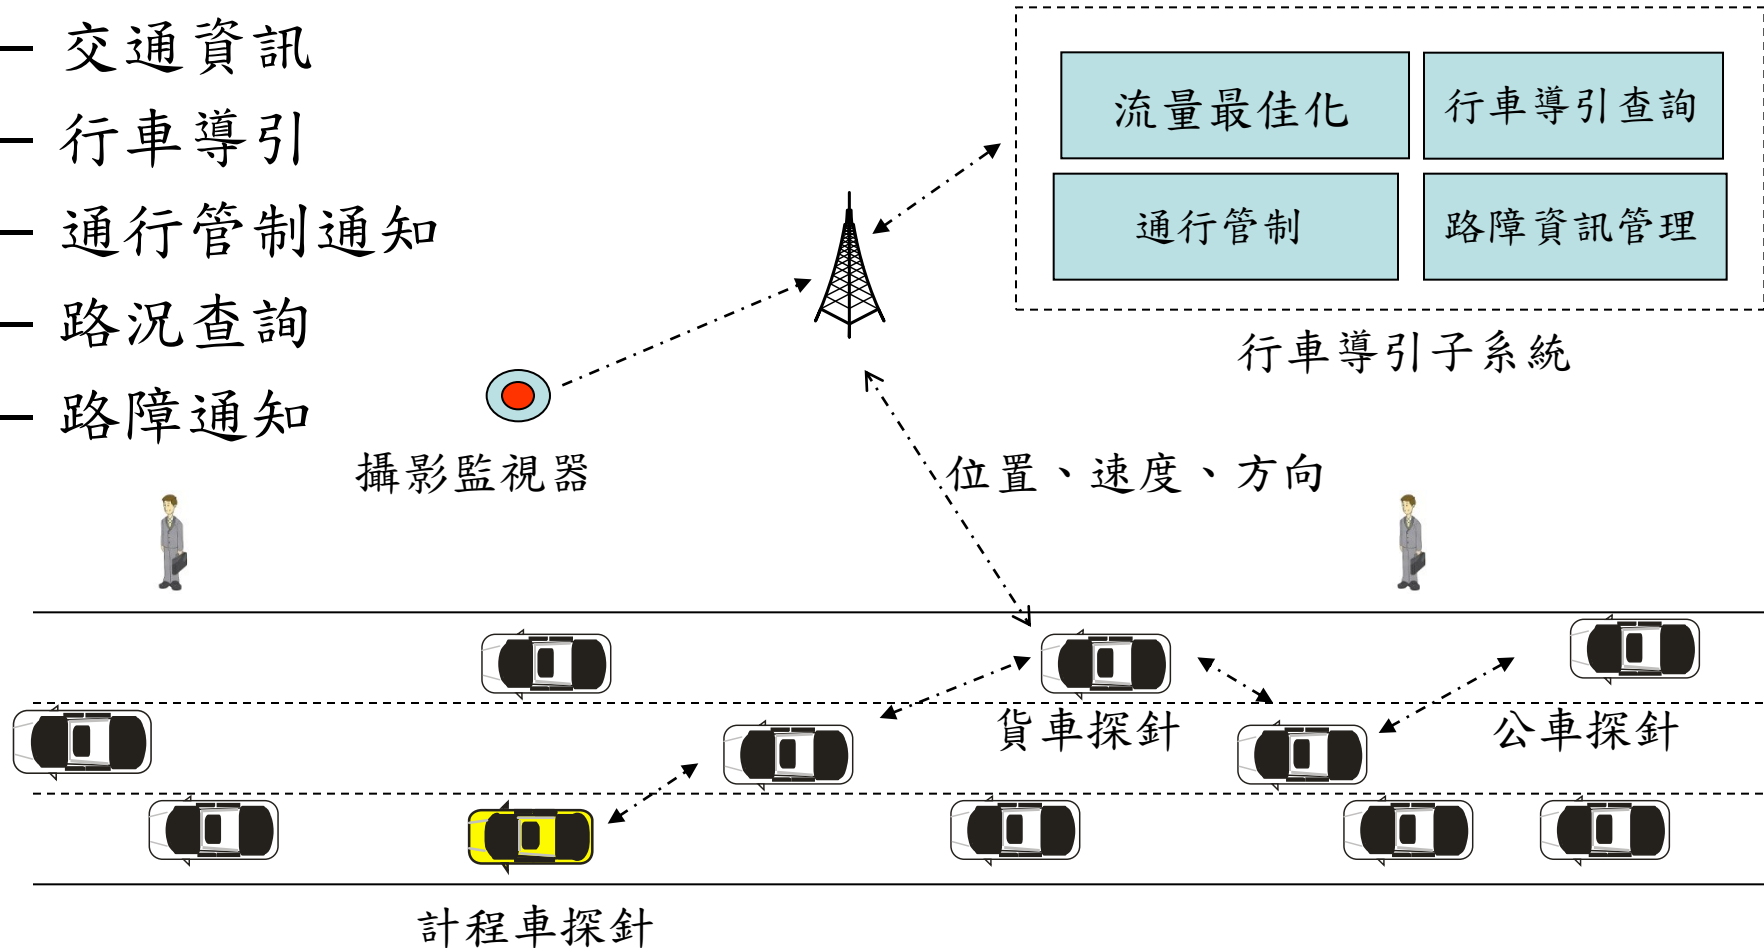 – 交通資訊
– 行車導引
– 通行管制通知
– 路況查詢
– 路障通知
流量最佳化
行車導引查詢
通行管制
路障資訊管理
行車導引子系統
攝影監視器
位置、速度、方向
貨車探針
公車探針
計程車探針